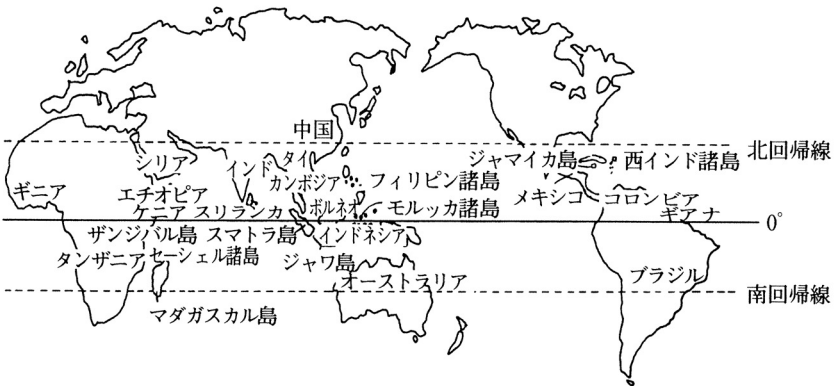 中国
北回帰線
シリア
インド
タイ
ジャマイカ島
西インド諸島
ギニア
エチオピア
カンボジア
フィリピン諸島
メキシコ
コロンビア
ケニア
スリランカ
ボルネオ
モルッカ諸島
ギアナ
0°
ザンジバル島
スマトラ島
インドネシア
タンザニア
セーシェル諸島
ジャワ島
オーストラリア
ブラジル
南回帰線
マダガスカル島